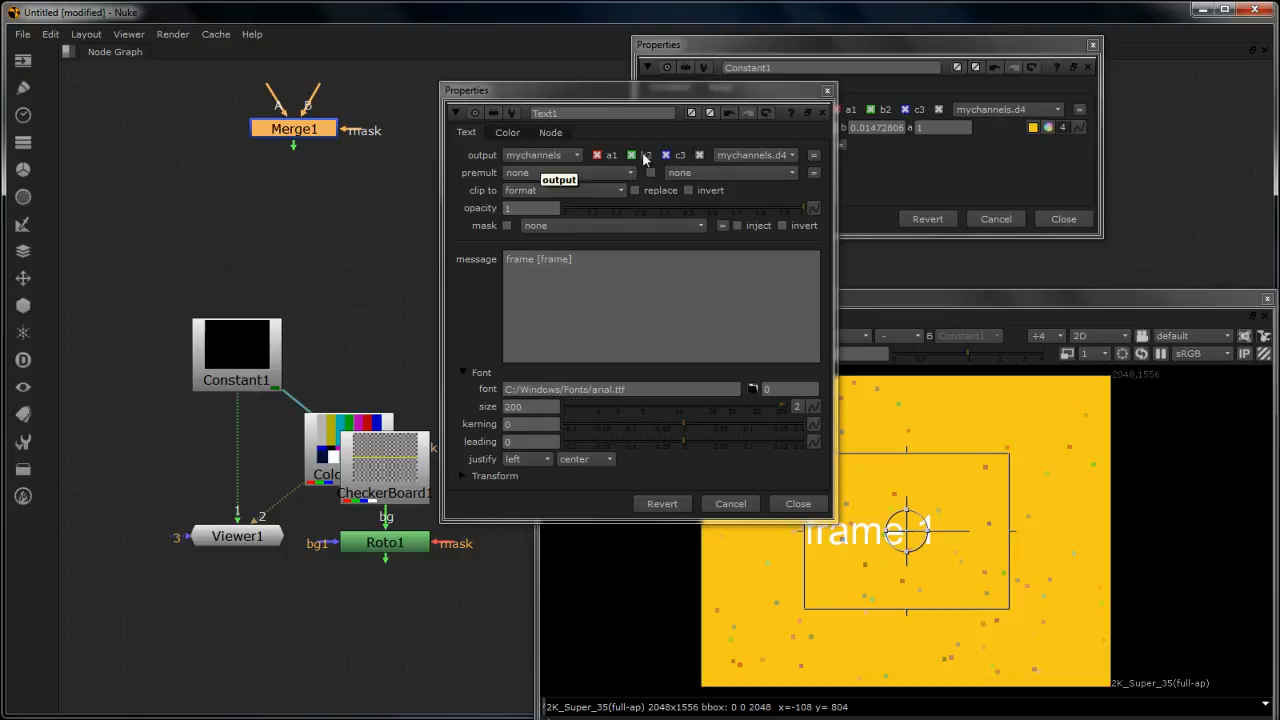 Untitled [modified] - Nuke
File Edit Layout Viewer Render Cache Help
Node Graph
Properties
Constant1
a1 b2 c3 mychannels.d4 =
b 0.01472806 a 1 4
=
Revert Cancel Close
A B
Merge1 mask
Properties
Text1
Text Color Node
output mychannels a1 c3 mychannels.d4 =
output
premult none none =
clip to format replace invert
opacity 1
mask none = inject invert
message frame [frame]
Font
font C:/Windows/Fonts/arial.ttf 0
size 200 2
kerning 0
leading 0
justify left center
Transform
Revert Cancel Close
Constant1
CheckerBoard1
1 2
3 Viewer1
bg
bg1 Roto1 mask
- B Constant1 ÷4 2D default
1 sRGB IP
2048,1556
frame 1
2K_Super_35(full-ap)
2K_Super_35(full-ap) 2048x1556 bbox: 0 0 2048 x=-108 y= 804